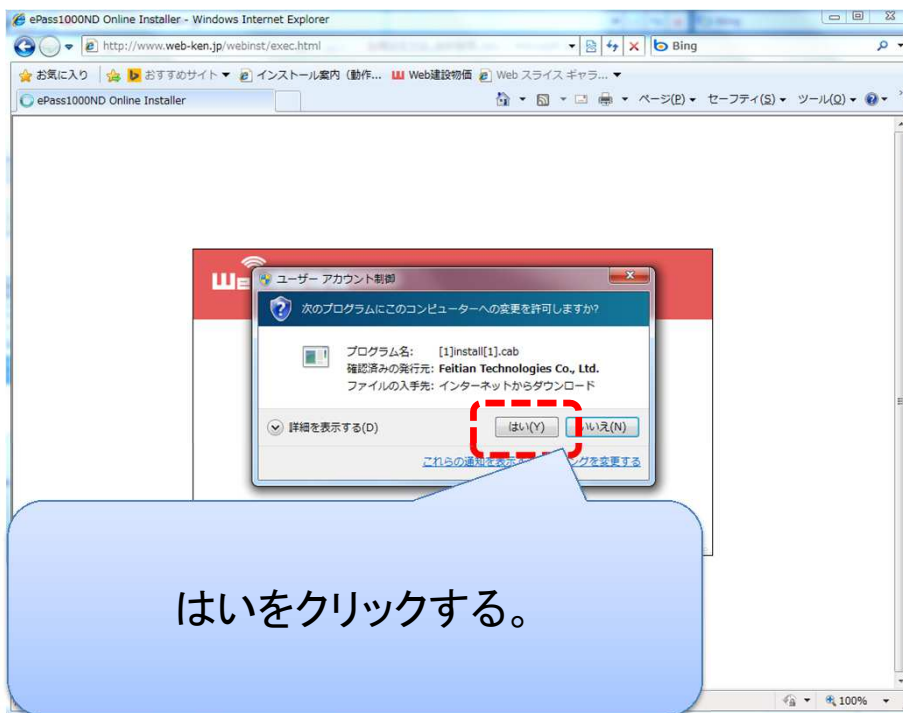 ePass1000ND Online Installer - Windows Internet Explorer
http://www.web-ken.jp/webinst/exec.html
Bing
お気に入り おすすめサイト ▼ インストール案内（動作... Web建設物価 Web スライス ギャラ... ▼
ePass1000ND Online Installer
ページ(P) ▼ セーフティ(S) ▼ ツール(O) ▼
We
ユーザー アカウント制御
次のプログラムにこのコンピューターへの変更を許可しますか?
プログラム名: [1]install[1].cab
確認済みの発行元: Feitian Technologies Co., Ltd.
ファイルの入手先: インターネットからダウンロード
詳細を表示する(D)
はい(Y)
いいえ(N)
これらの通知を表示 ングを変更する
はいをクリックする。
100%